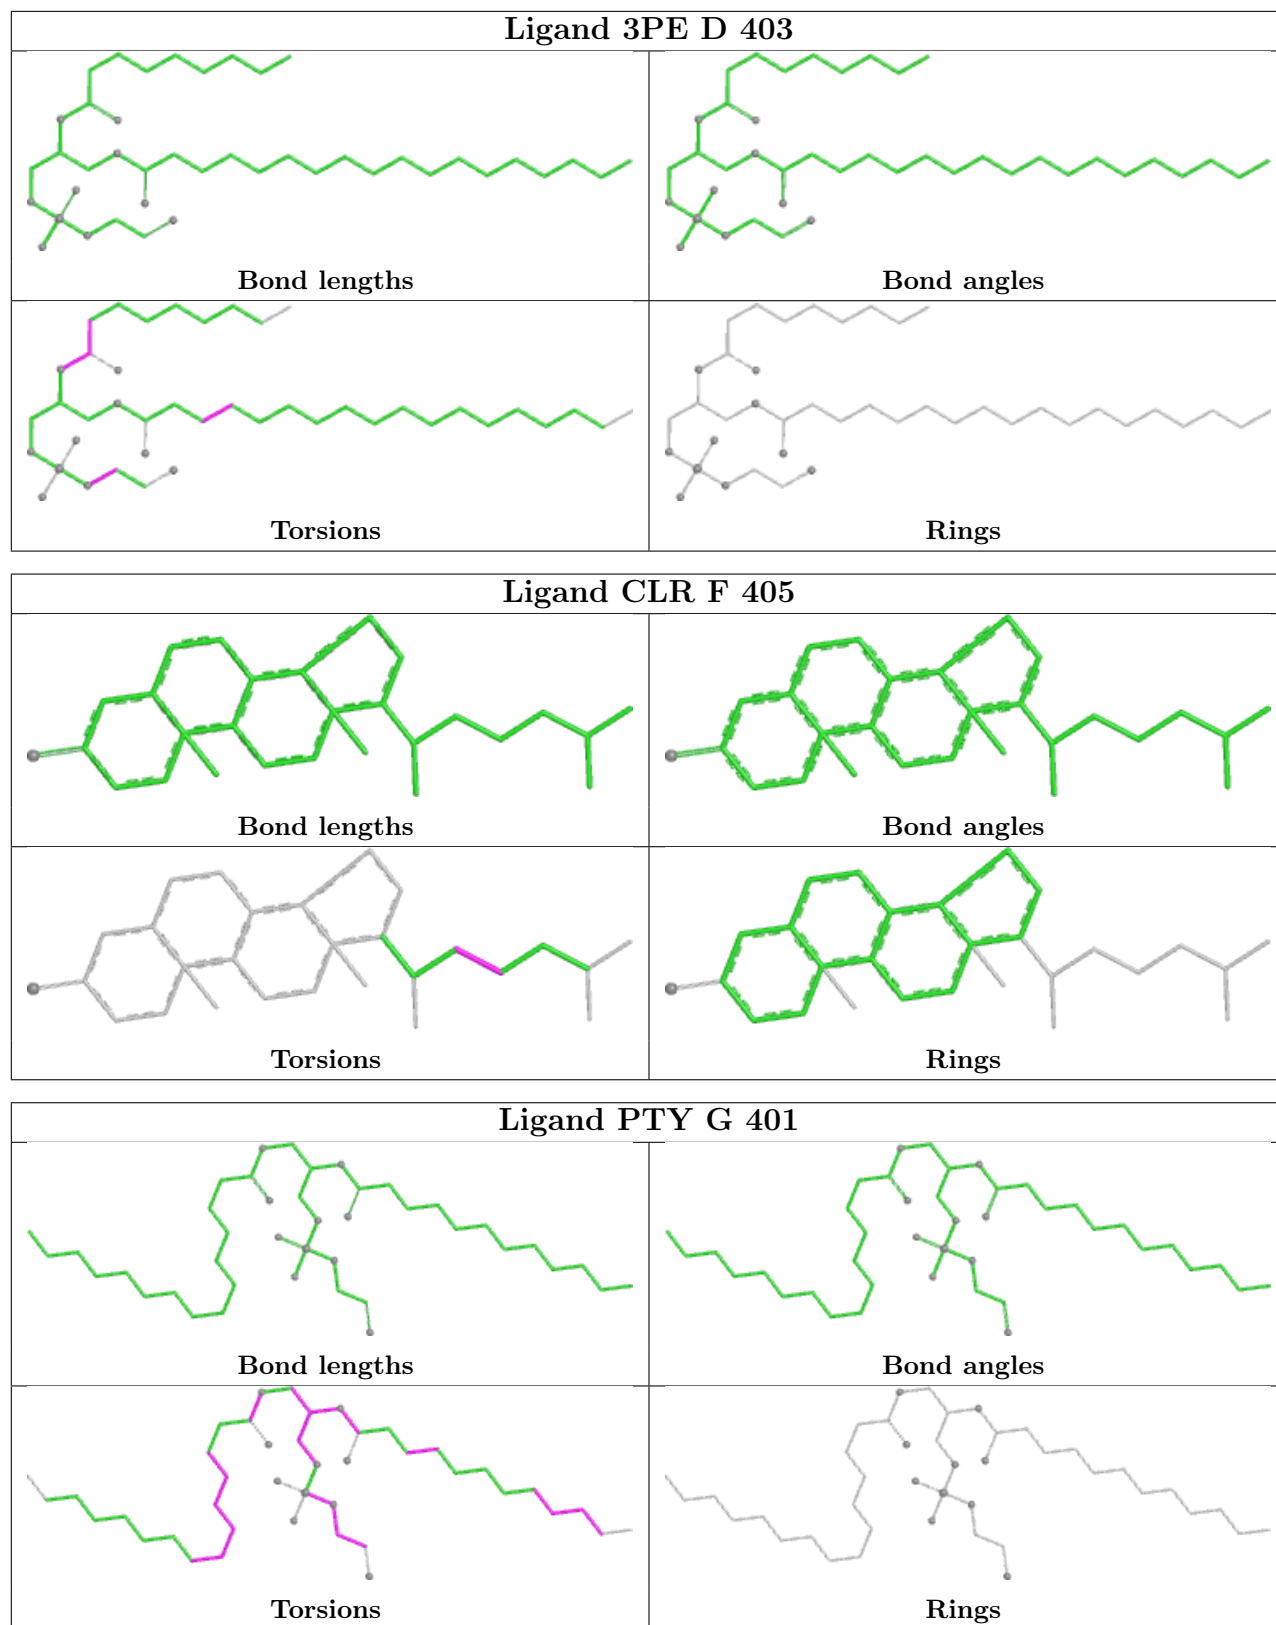 Ligand 3PE D 403
Bond lengths
Bond angles
Torsions
Rings
Ligand CLR F 405
Bond lengths
Bond angles
Torsions
Rings
Ligand PTY G 401
Bond lengths
Bond angles
Torsions
Rings